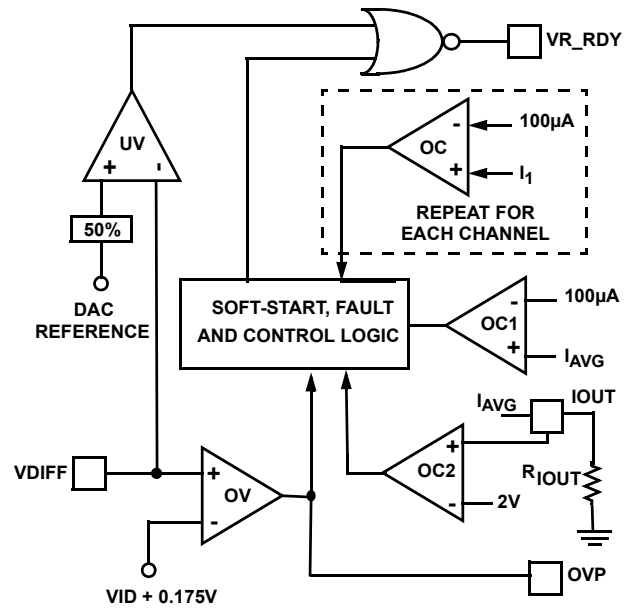 VR_RDY
UV
+ -
50%
DAC
REFERENCE
-
100µA
OC
+
I1
REPEAT FOR
EACH CHANNEL
SOFT-START, FAULT
AND CONTROL LOGIC
-
100µA
OC1
+
IAVG
IAVG
IOUT
+
OC2
-
2V
RIOUT
VDIFF
+
OV
-
VID + 0.175V
OVP